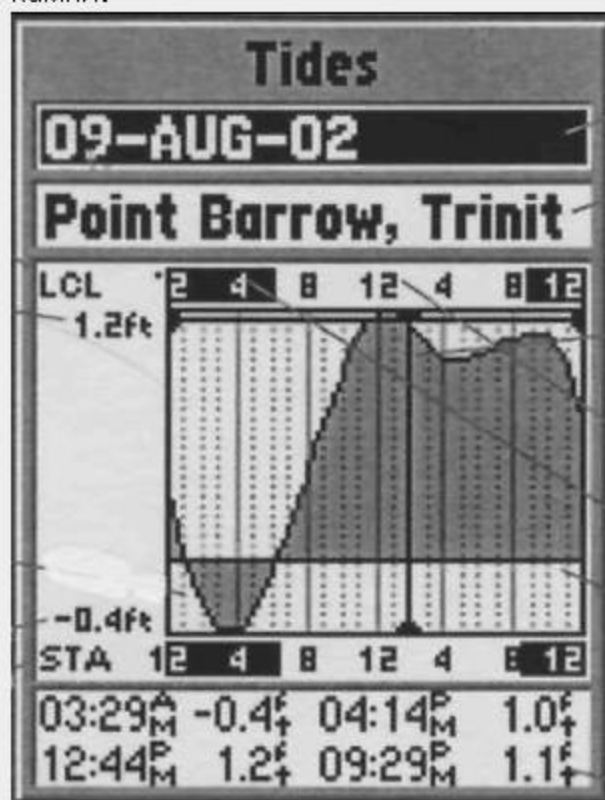 Tides
09-AUG-02
Point Barrow, Trinit
LCL 12 4 8 12 4 8 12
1.2ft
-0.4ft
STA 12 4 8 12 4 8 12
03:29AM -0.4ft 04:14PM 1.0ft
12:44PM 1.2ft 09:29PM 1.1ft